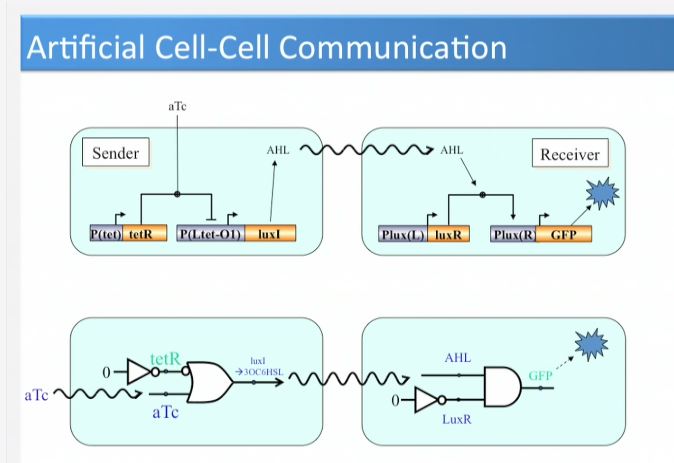 Artificial Cell-Cell Communication
aTc
Sender
AHL
AHL
Receiver
P(tet) tetR
P(Ltet-O1) luxI
Plux(L) luxR
Plux(R) GFP
0
tetR
luxI
→3OC6HSL
aTc
aTc
AHL
GFP
0
LuxR